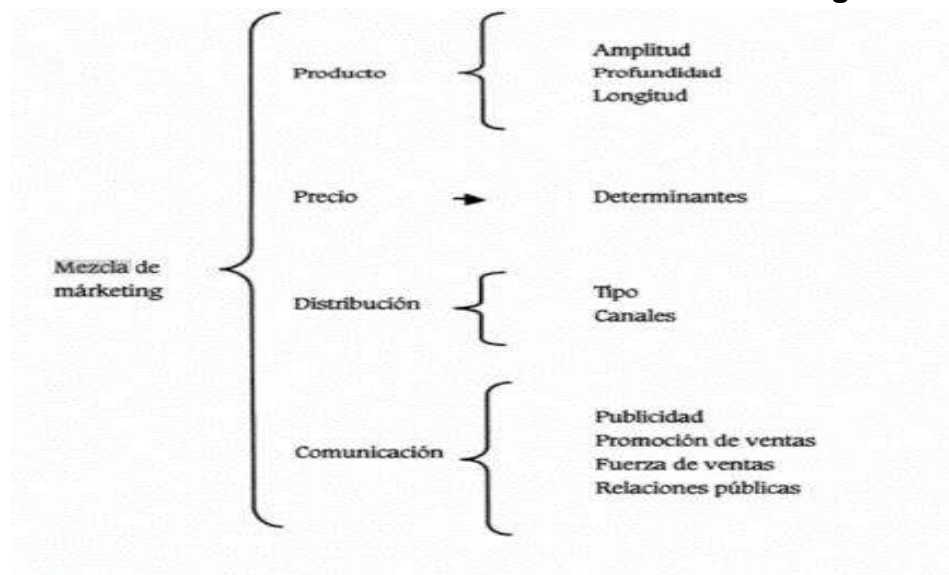 Producto
Amplitud
Profundidad
Longitud
Precio
Determinantes
Mezcla de
márketing
Distribución
Tipo
Canales
Comunicación
Publicidad
Promoción de ventas
Fuerza de ventas
Relaciones públicas